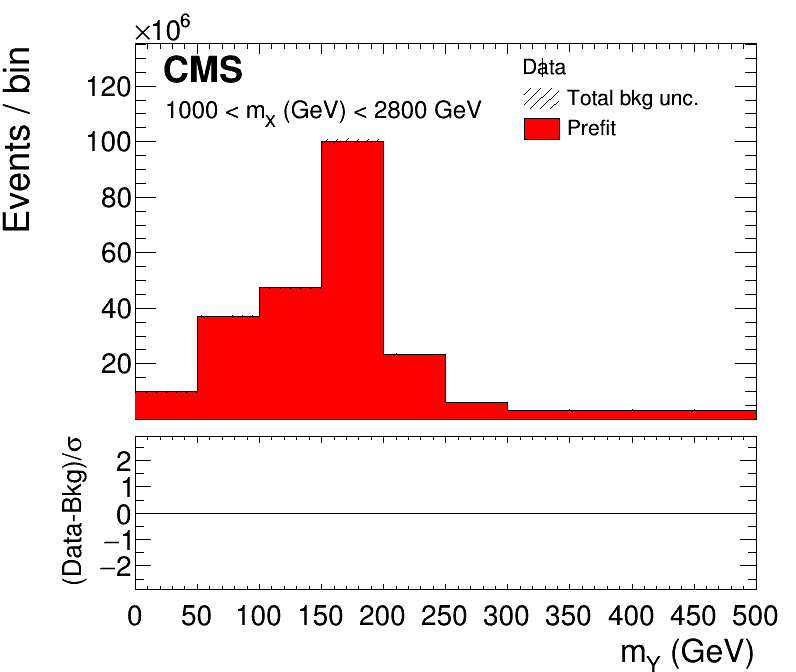 ×10⁶
CMS
1000 < mX (GeV) < 2800 GeV
Data
Total bkg unc.
Prefit
Events / bin
120
100
80
60
40
20
(Data-Bkg)/σ
2
1
0
−1
−2
0 50 100 150 200 250 300 350 400 450 500
mY (GeV)